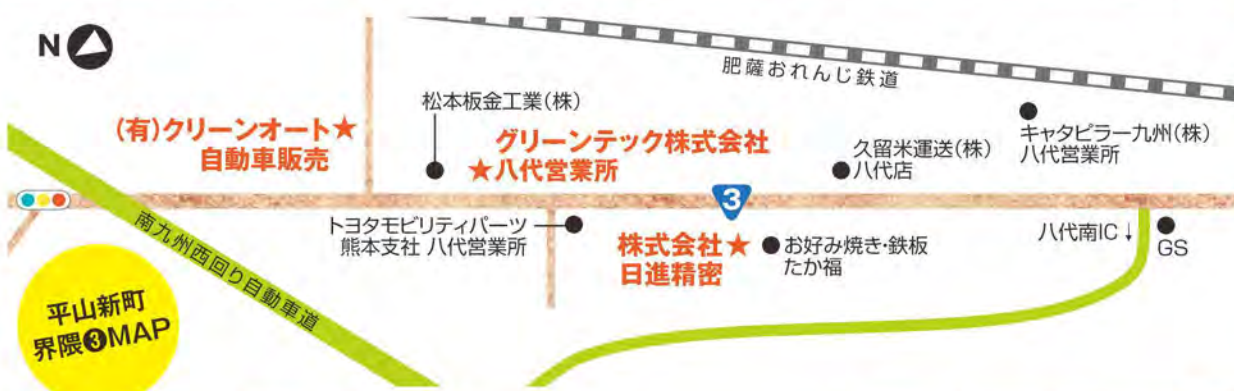 N
肥薩おれんじ鉄道
松本板金工業(株)
(有)クリーンオート★
自動車販売
グリーンテック株式会社
★八代営業所
久留米運送(株)
八代店
キャタピラー九州(株)
八代営業所
3
南九州西回り自動車道
トヨタモビリティパーツ
熊本支社 八代営業所
株式会社★
日進精密
お好み焼き・鉄板
たか福
八代南IC↓
GS
平山新町
界隈❸MAP